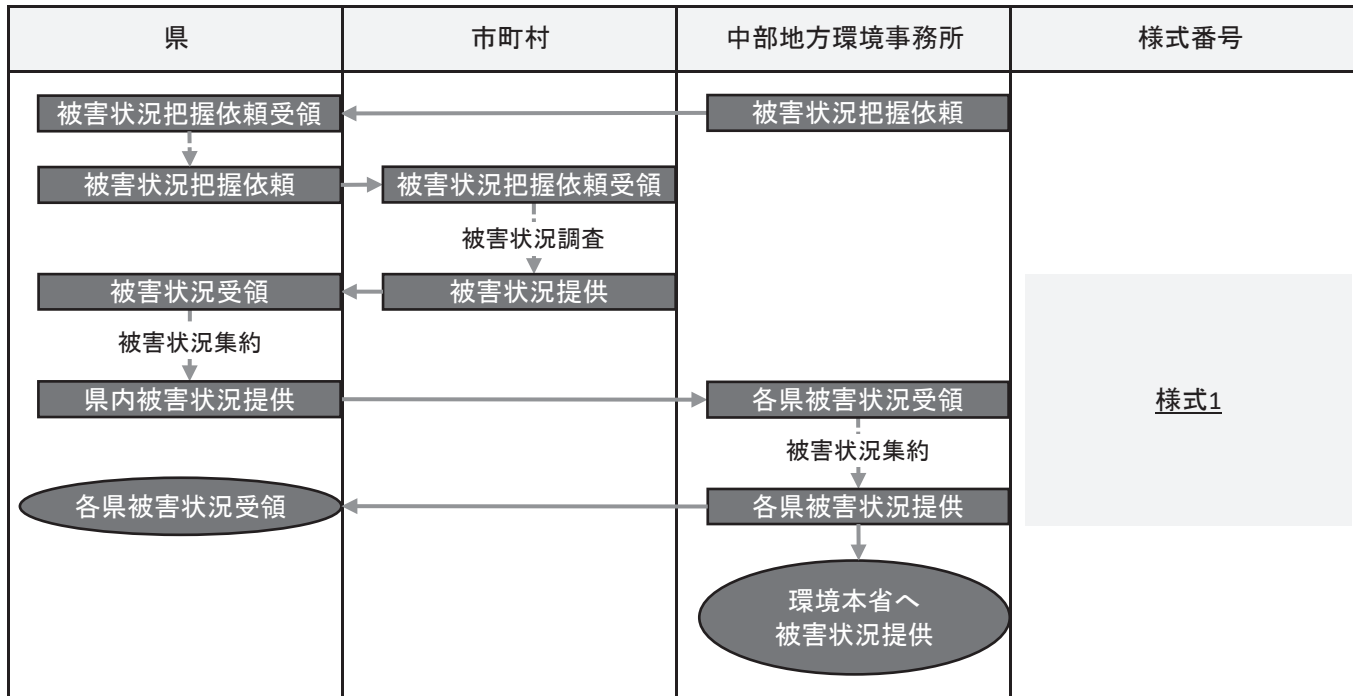 県
市町村
中部地方環境事務所
様式番号
被害状況把握依頼受領
被害状況把握依頼
被害状況把握依頼
被害状況把握依頼受領
被害状況調査
被害状況受領
被害状況提供
被害状況集約
県内被害状況提供
各県被害状況受領
様式1
被害状況集約
各県被害状況受領
各県被害状況提供
環境本省へ
被害状況提供